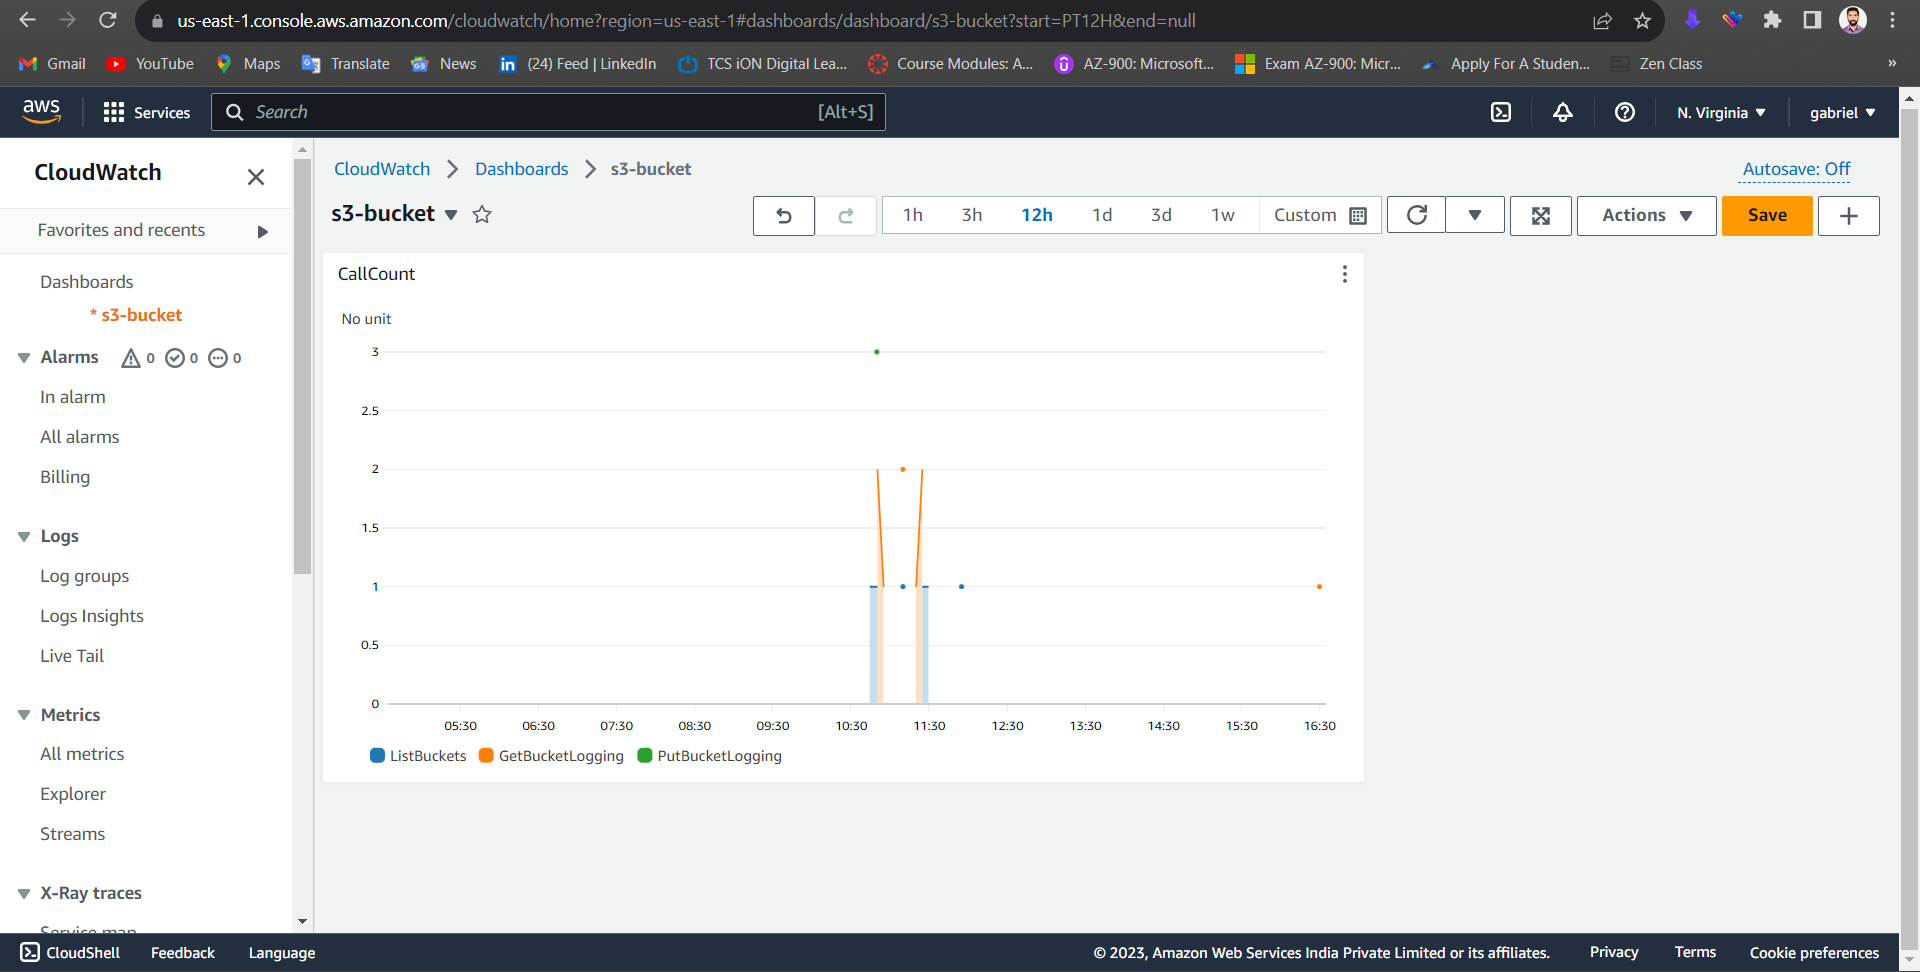 us-east-1.console.aws.amazon.com/cloudwatch/home?region=us-east-1#dashboards/dashboard/s3-bucket?start=PT12H&end=null
Gmail YouTube Maps Translate News (24) Feed | LinkedIn TCS iON Digital Lea... Course Modules: A... AZ-900: Microsoft... Exam AZ-900: Micr... Apply For A Studen... Zen Class »
aws Services Search [Alt+S] N. Virginia gabriel
CloudWatch
Favorites and recents
Dashboards
* s3-bucket
Alarms 0 0 0
In alarm
All alarms
Billing
Logs
Log groups
Logs Insights
Live Tail
Metrics
All metrics
Explorer
Streams
X-Ray traces
Service map
CloudWatch Dashboards s3-bucket
Autosave: Off
s3-bucket 1h 3h 12h 1d 3d 1w Custom Actions Save
CallCount
No unit
3
2.5
2
1.5
1
0.5
0
05:30 06:30 07:30 08:30 09:30 10:30 11:30 12:30 13:30 14:30 15:30 16:30
ListBuckets GetBucketLogging PutBucketLogging
CloudShell Feedback Language © 2023, Amazon Web Services India Private Limited or its affiliates. Privacy Terms Cookie preferences